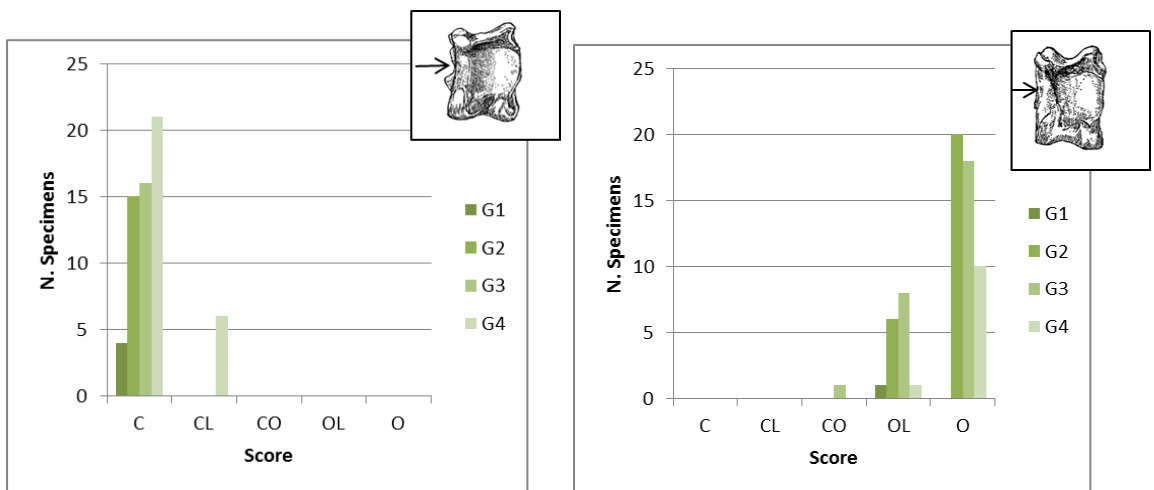 25
20
15
10
5
0
N. Specimens
C CL CO OL O
Score
G1
G2
G3
G4
25
20
15
10
5
0
N. Specimens
C CL CO OL O
Score
G1
G2
G3
G4